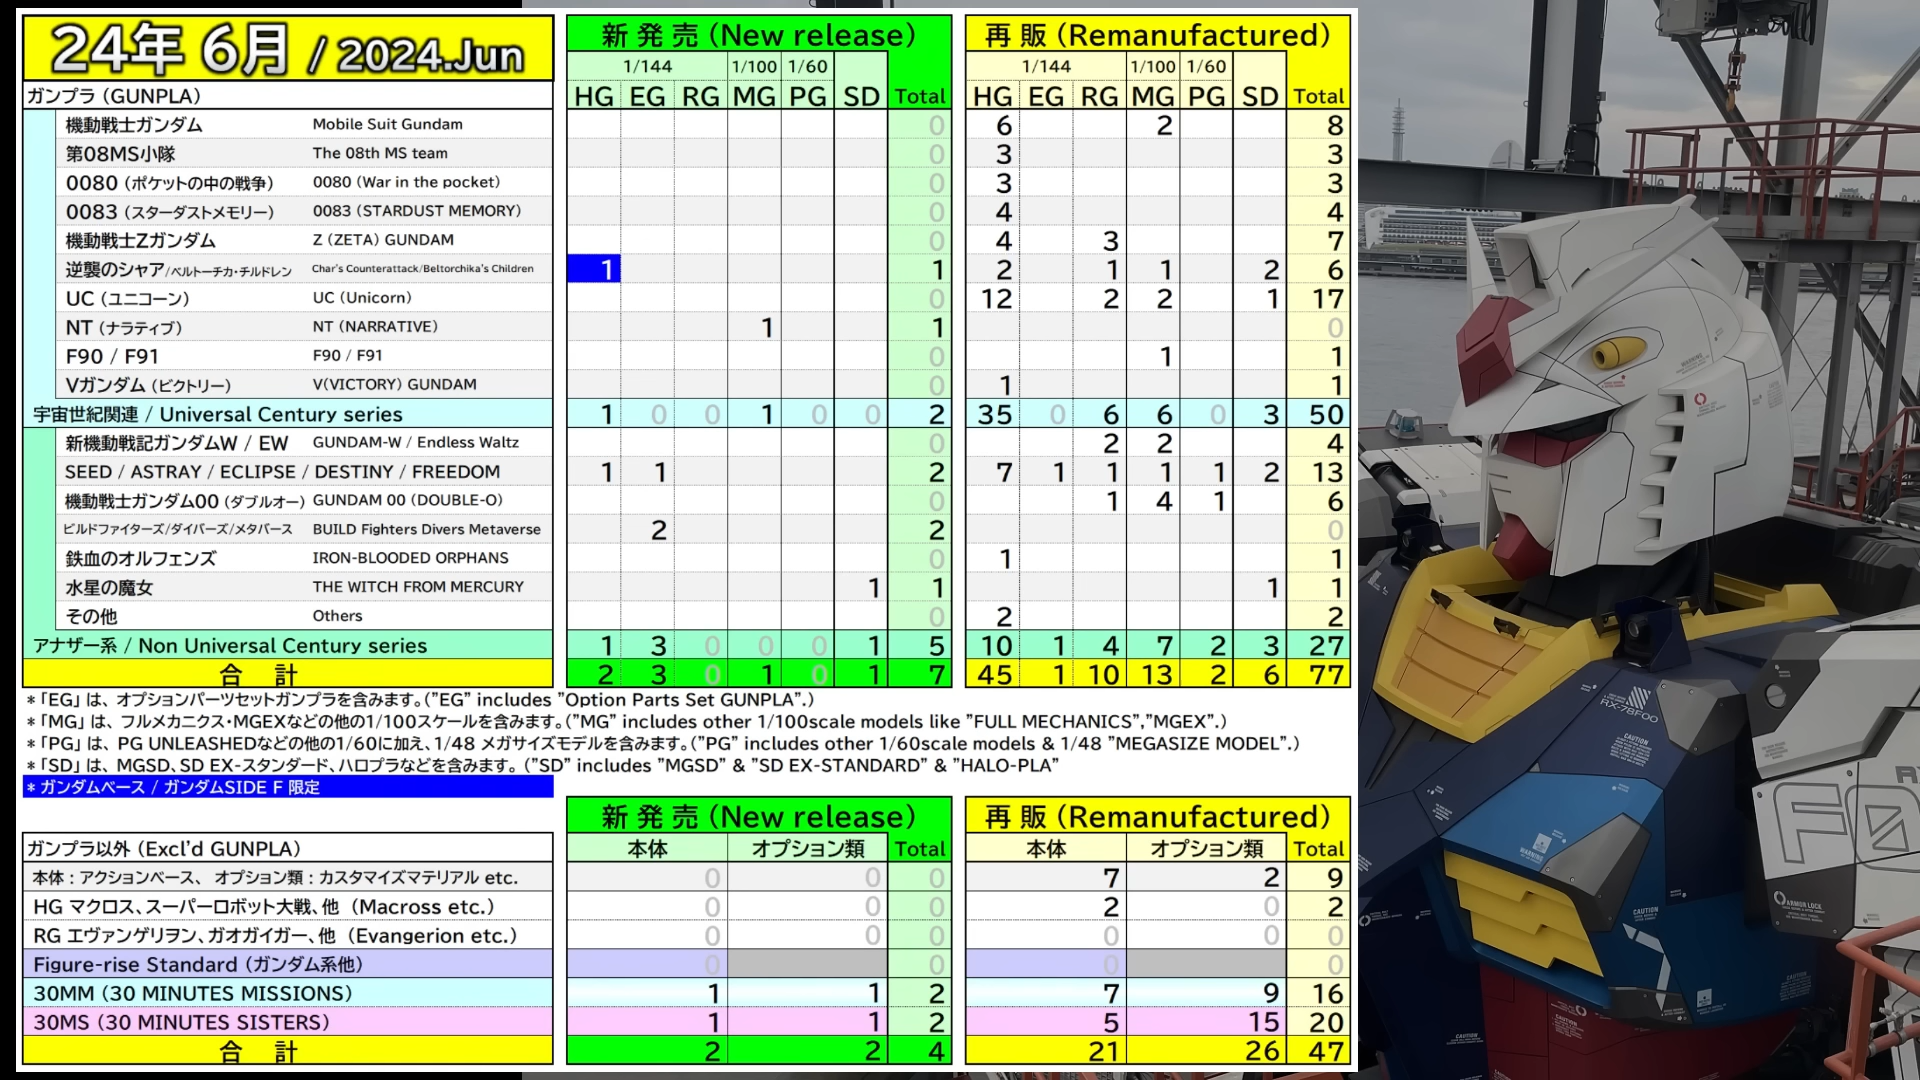 24年 6月 / 2024.Jun
新 発 売 (New release)
再 販 (Remanufactured)
1/144 1/100 1/60
1/144 1/100 1/60
ガンプラ (GUNPLA)
HG EG RG MG PG SD Total
HG EG RG MG PG SD Total
機動戦士ガンダム Mobile Suit Gundam 0 6 2 8
第08MS小隊 The 08th MS team 0 3 3
0080 (ポケットの中の戦争) 0080 (War in the pocket) 0 3 3
0083 (スターダストメモリー) 0083 (STARDUST MEMORY) 0 4 4
機動戦士Zガンダム Z (ZETA) GUNDAM 0 4 3 7
逆襲のシャア/ベルトーチカ・チルドレン Char's Counterattack/Beltorchika's Children 1 1 2 1 1 2 6
UC (ユニコーン) UC (Unicorn) 0 12 2 2 1 17
NT (ナラティブ) NT (NARRATIVE) 1 1 0
F90 / F91 F90 / F91 0 1 1
Vガンダム (ビクトリー) V(VICTORY) GUNDAM 0 1 1
宇宙世紀関連 / Universal Century series 1 0 0 1 0 0 2 35 0 6 6 0 3 50
新機動戦記ガンダムW / EW GUNDAM-W / Endless Waltz 0 2 2 4
SEED / ASTRAY / ECLIPSE / DESTINY / FREEDOM 1 1 2 7 1 1 1 1 2 13
機動戦士ガンダム00 (ダブルオー) GUNDAM 00 (DOUBLE-O) 0 1 4 1 6
ビルドファイターズ/ダイバーズ/メタバース BUILD Fighters Divers Metaverse 2 2 0
鉄血のオルフェンズ IRON-BLOODED ORPHANS 0 1 1
水星の魔女 THE WITCH FROM MERCURY 1 1 1 1
その他 Others 0 2 2
アナザー系 / Non Universal Century series 1 3 0 0 0 1 5 10 1 4 7 2 3 27
合 計 2 3 0 1 0 1 7 45 1 10 13 2 6 77
*「EG」は、オプションパーツセットガンプラを含みます。("EG" includes "Option Parts Set GUNPLA".)
*「MG」は、フルメカニクス・MGEXなどの他の1/100スケールを含みます。("MG" includes other 1/100scale models like "FULL MECHANICS","MGEX".)
*「PG」は、PG UNLEASHEDなどの他の1/60に加え、1/48 メガサイズモデルを含みます。("PG" includes other 1/60scale models & 1/48 "MEGASIZE MODEL".)
*「SD」は、MGSD、SD EX-スタンダード、ハロプラなどを含みます。("SD" includes "MGSD" & "SD EX-STANDARD" & "HALO-PLA"
* ガンダムベース / ガンダムSIDE F 限定
新 発 売 (New release)
再 販 (Remanufactured)
ガンプラ以外 (Excl'd GUNPLA) 本体 オプション類 Total 本体 オプション類 Total
本体 : アクションベース、 オプション類 : カスタマイズマテリアル etc. 0 0 0 7 2 9
HG マクロス、スーパーロボット大戦、他 (Macross etc.) 0 0 0 2 0 2
RG エヴァンゲリヲン、ガオガイガー、他 (Evangerion etc.) 0 0 0 0 0 0
Figure-rise Standard (ガンダム系他) 0 0 0 0
30MM (30 MINUTES MISSIONS) 1 1 2 7 9 16
30MS (30 MINUTES SISTERS) 1 1 2 5 15 20
合 計 2 2 4 21 26 47
RX-78F00
CAUTION
WARNING
CAUTION
ARMOR LOCK
CAUTION
CAUTION